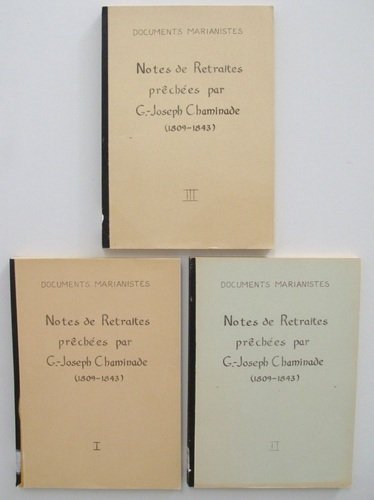 DOCUMENTS MARIANISTES
Notes de Retraites
prêchées par
G.-Joseph Chaminade
(1809-1843)
III
DOCUMENTS MARIANISTES
Notes de Retraites
prêchées par
G.-Joseph Chaminade
(1809-1843)
I
DOCUMENTS MARIANISTES
Notes de Retraites
prêchées par
G.-Joseph Chaminade
(1809-1843)
II